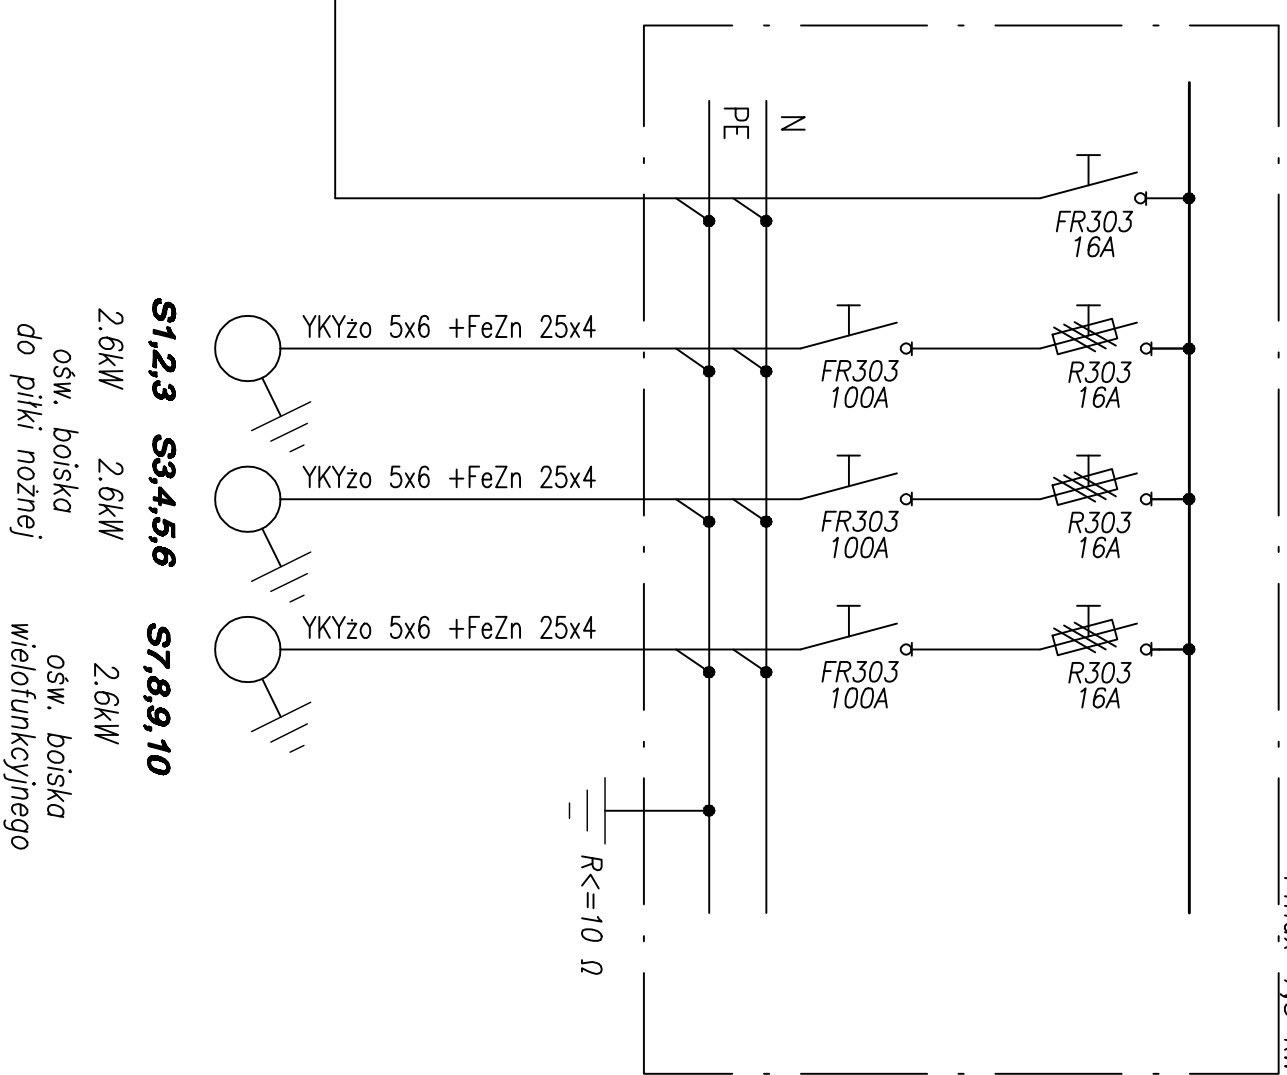 PE
N
FR303
16A
YKYżo 5x6 +FeZn 25x4
FR303
100A
R303
16A
YKYżo 5x6 +FeZn 25x4
FR303
100A
R303
16A
YKYżo 5x6 +FeZn 25x4
FR303
100A
R303
16A
R<=10 Ω
S1,2,3
2.6kW
ośw. boiska
do piłki nożnej
S3,4,5,6
2.6kW
S7,8,9,10
2.6kW
ośw. boiska
wielofunkcyjnego